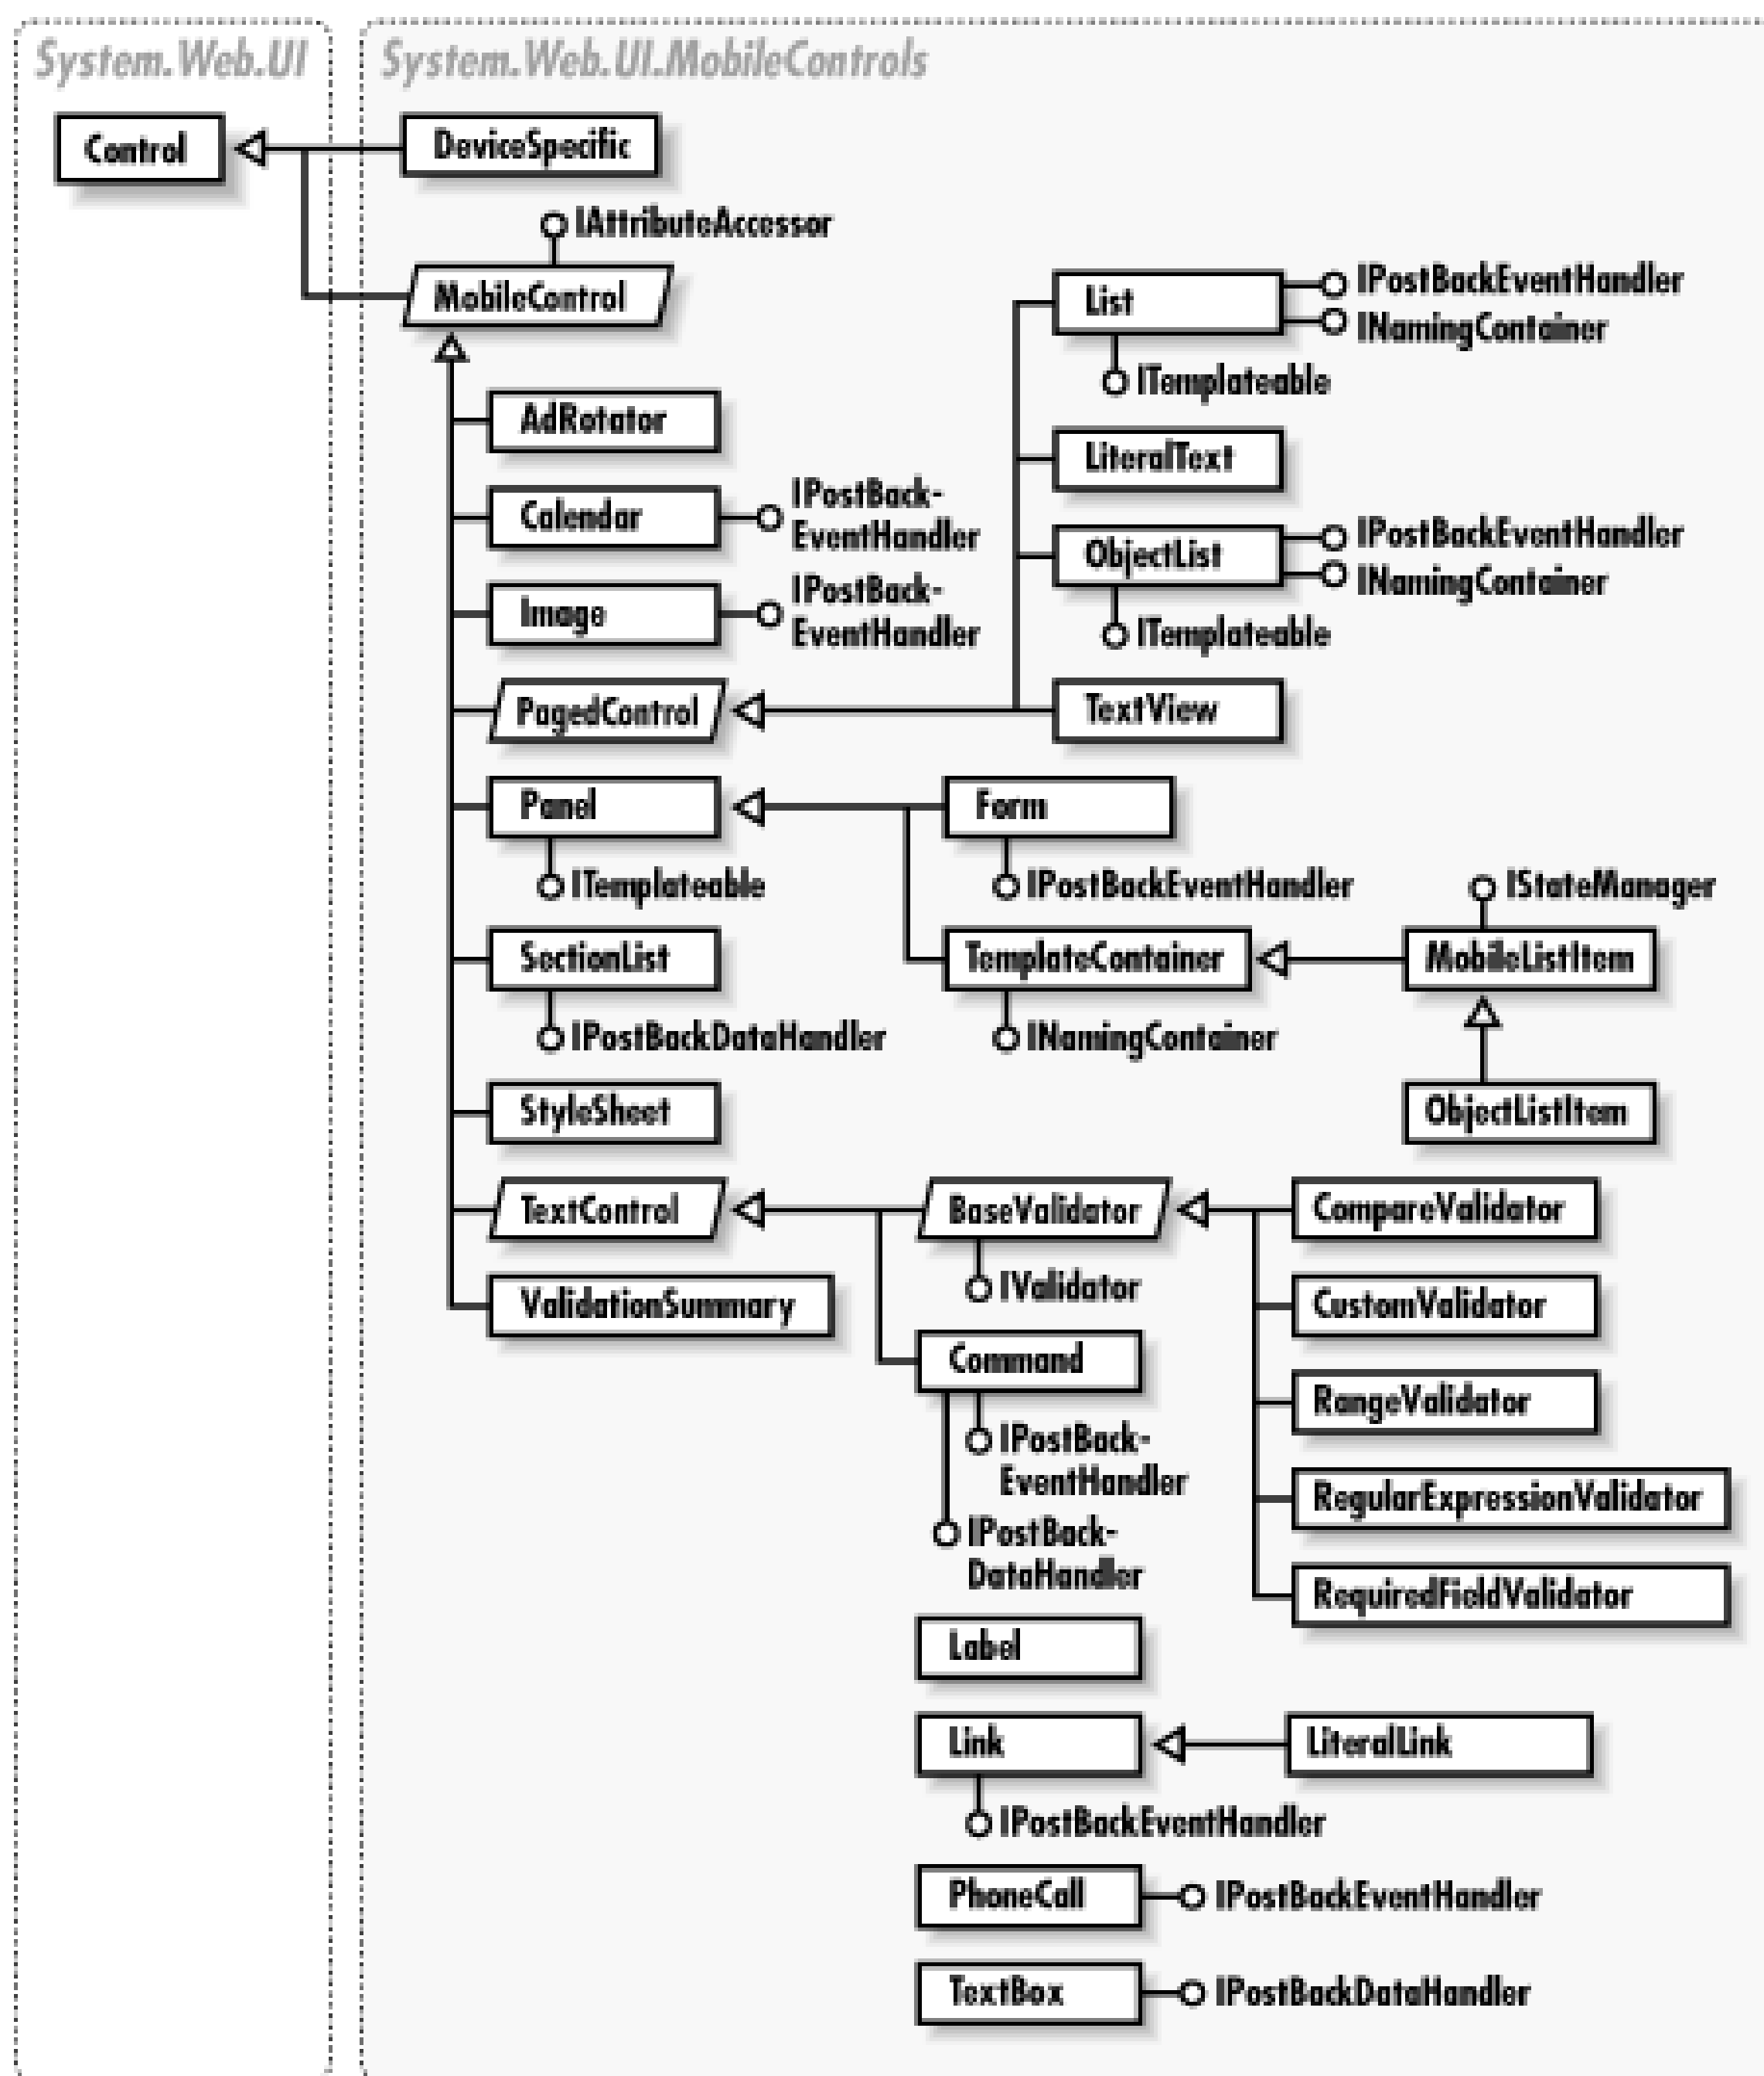 System.Web.UI
System.Web.UI.MobileControls
Control
DeviceSpecific
IAttributeAccessor
MobileControl
List
IPostBackEventHandler
INamingContainer
ITemplateable
AdRotator
LiteralText
Calendar
IPostBack-
EventHandler
ObjectList
IPostBackEventHandler
INamingContainer
ITemplateable
Image
IPostBack-
EventHandler
PagedControl
TextView
Panel
ITemplateable
Form
IPostBackEventHandler
IStateManager
SectionList
IPostBackDataHandler
TemplateContainer
INamingContainer
MobileListItem
StyleSheet
ObjectListItem
TextControl
BaseValidator
IValidator
CompareValidator
ValidationSummary
CustomValidator
Command
IPostBack-
EventHandler
IPostBack-
DataHandler
RangeValidator
RegularExpressionValidator
RequiredFieldValidator
Label
Link
LiteralLink
IPostBackEventHandler
PhoneCall
IPostBackEventHandler
TextBox
IPostBackDataHandler